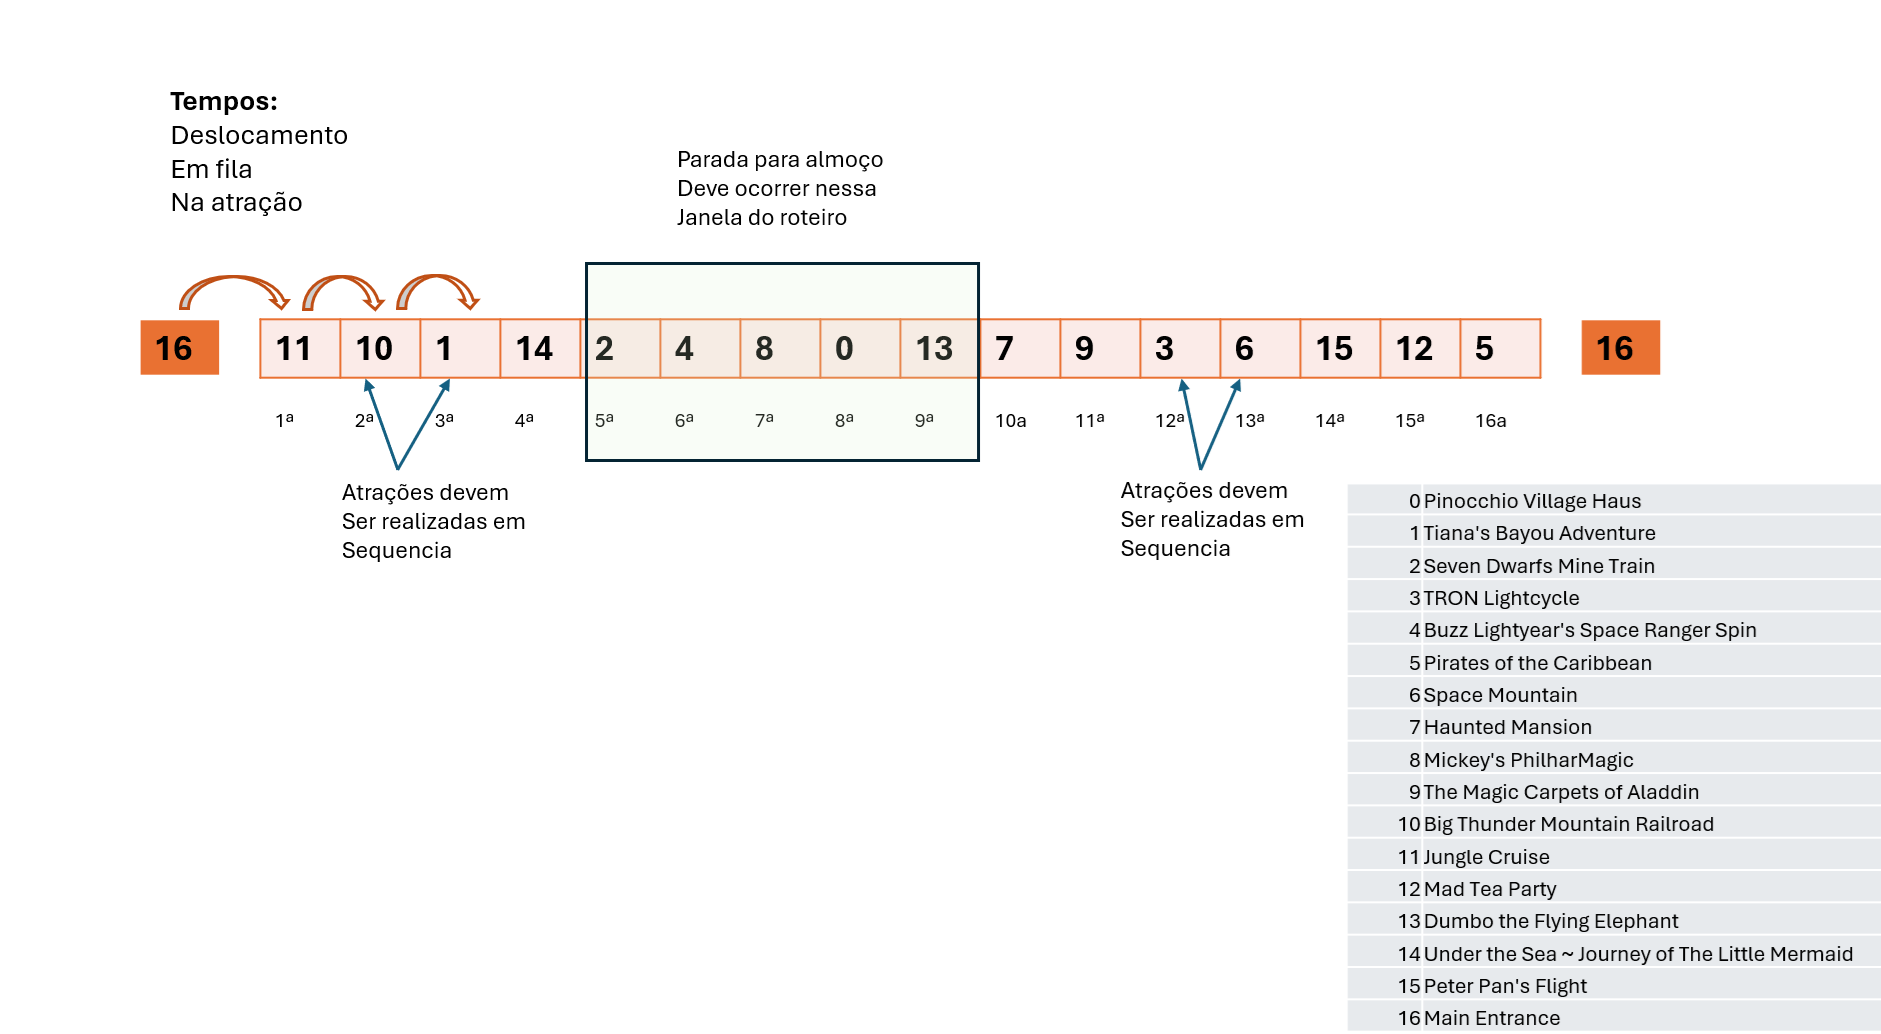 Tempos:
Deslocamento
Em fila
Na atração
Parada para almoço
Deve ocorrer nessa
Janela do roteiro
16 11 10 1 14 2 4 8 0 13 7 9 3 6 15 12 5 16
1ª 2ª 3ª 4ª 5ª 6ª 7ª 8ª 9ª 10a 11ª 12ª 13ª 14ª 15ª 16a
Atrações devem
Ser realizadas em
Sequencia
Atrações devem
Ser realizadas em
Sequencia
0 Pinocchio Village Haus
1 Tiana's Bayou Adventure
2 Seven Dwarfs Mine Train
3 TRON Lightcycle
4 Buzz Lightyear's Space Ranger Spin
5 Pirates of the Caribbean
6 Space Mountain
7 Haunted Mansion
8 Mickey's PhilharMagic
9 The Magic Carpets of Aladdin
10 Big Thunder Mountain Railroad
11 Jungle Cruise
12 Mad Tea Party
13 Dumbo the Flying Elephant
14 Under the Sea ~ Journey of The Little Mermaid
15 Peter Pan's Flight
16 Main Entrance